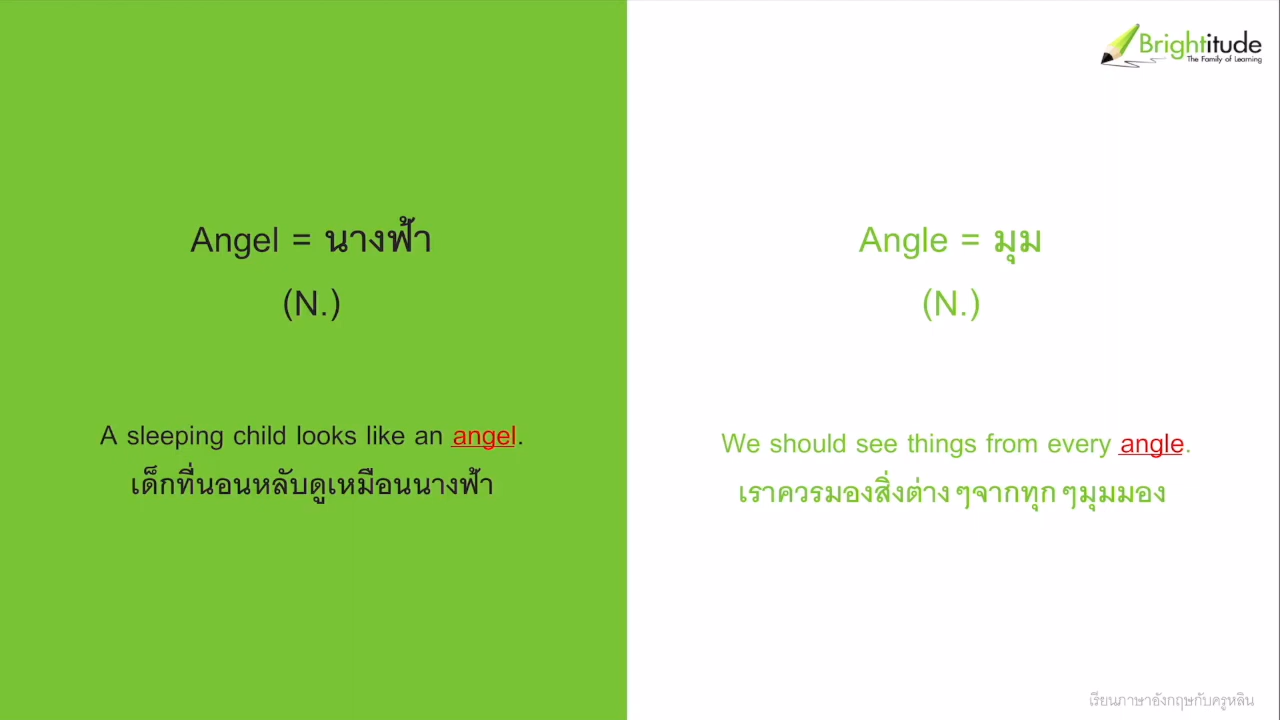 Brightitude
The Family of Learning
Angel = นางฟ้า
(N.)
A sleeping child looks like an angel.
เด็กที่นอนหลับดูเหมือนนางฟ้า
Angle = มุม
(N.)
We should see things from every angle.
เราควรมองสิ่งต่างๆจากทุกๆมุมมอง
เรียนภาษาอังกฤษกับครูหลิน